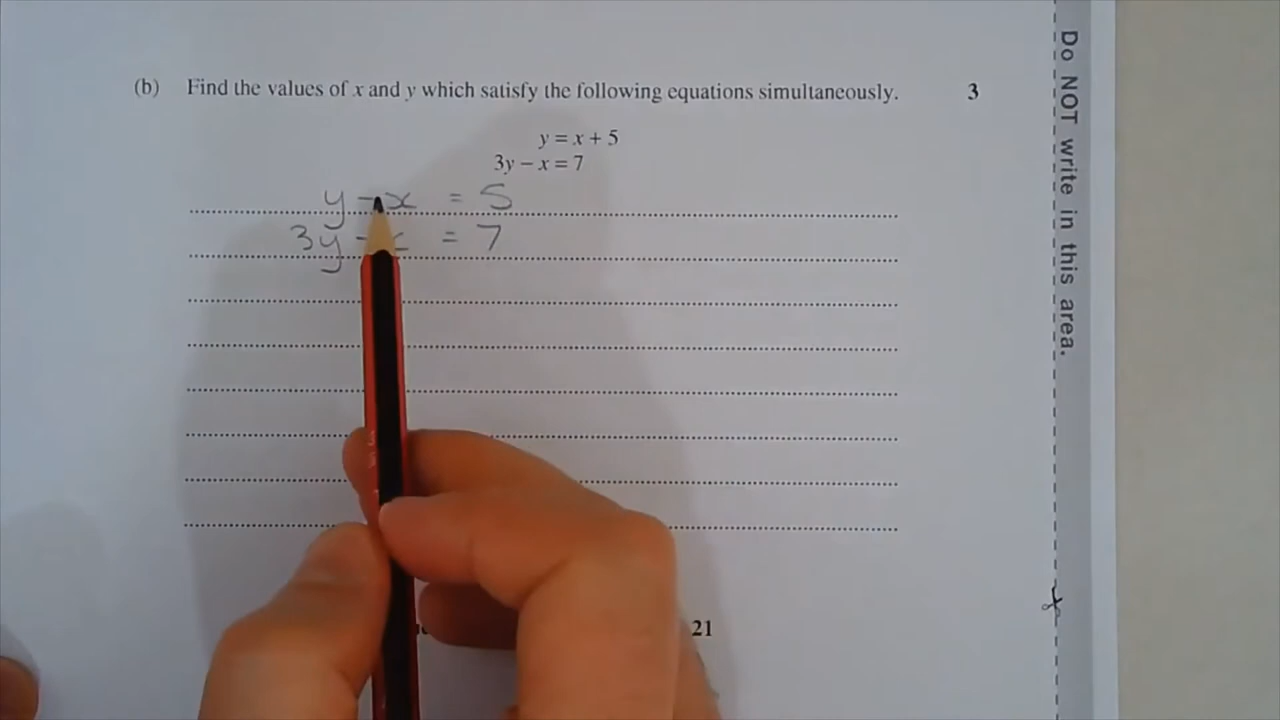 (b) Find the values of x and y which satisfy the following equations simultaneously. 3
y = x + 5
3y − x = 7
y − x = 5
3y − x = 7
21
Do NOT write in this area.